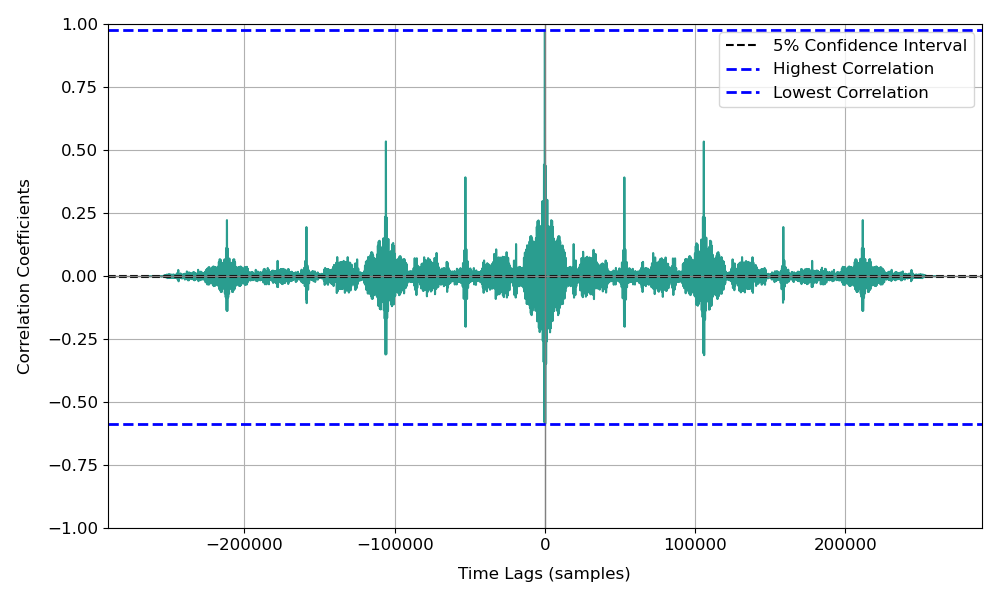 1.00
0.75
0.50
0.25
0.00
−0.25
−0.50
−0.75
−1.00
Correlation Coefficients
5% Confidence Interval
Highest Correlation
Lowest Correlation
−200000 −100000 0 100000 200000
Time Lags (samples)